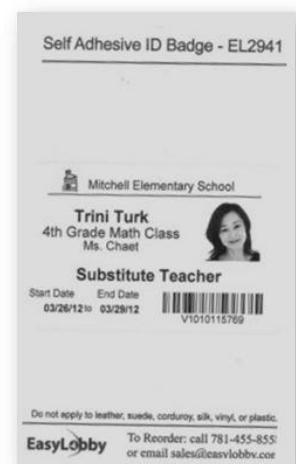 Self Adhesive ID Badge - EL2941
Mitchell Elementary School
Trini Turk
4th Grade Math Class
Ms. Chaet
Substitute Teacher
Start Date End Date
03/26/12 to 03/29/12
V1010115769
Do not apply to leather, suede, corduroy, silk, vinyl, or plastic.
EasyLobby
To Reorder: call 781-455-855
or email sales@easylobby.com